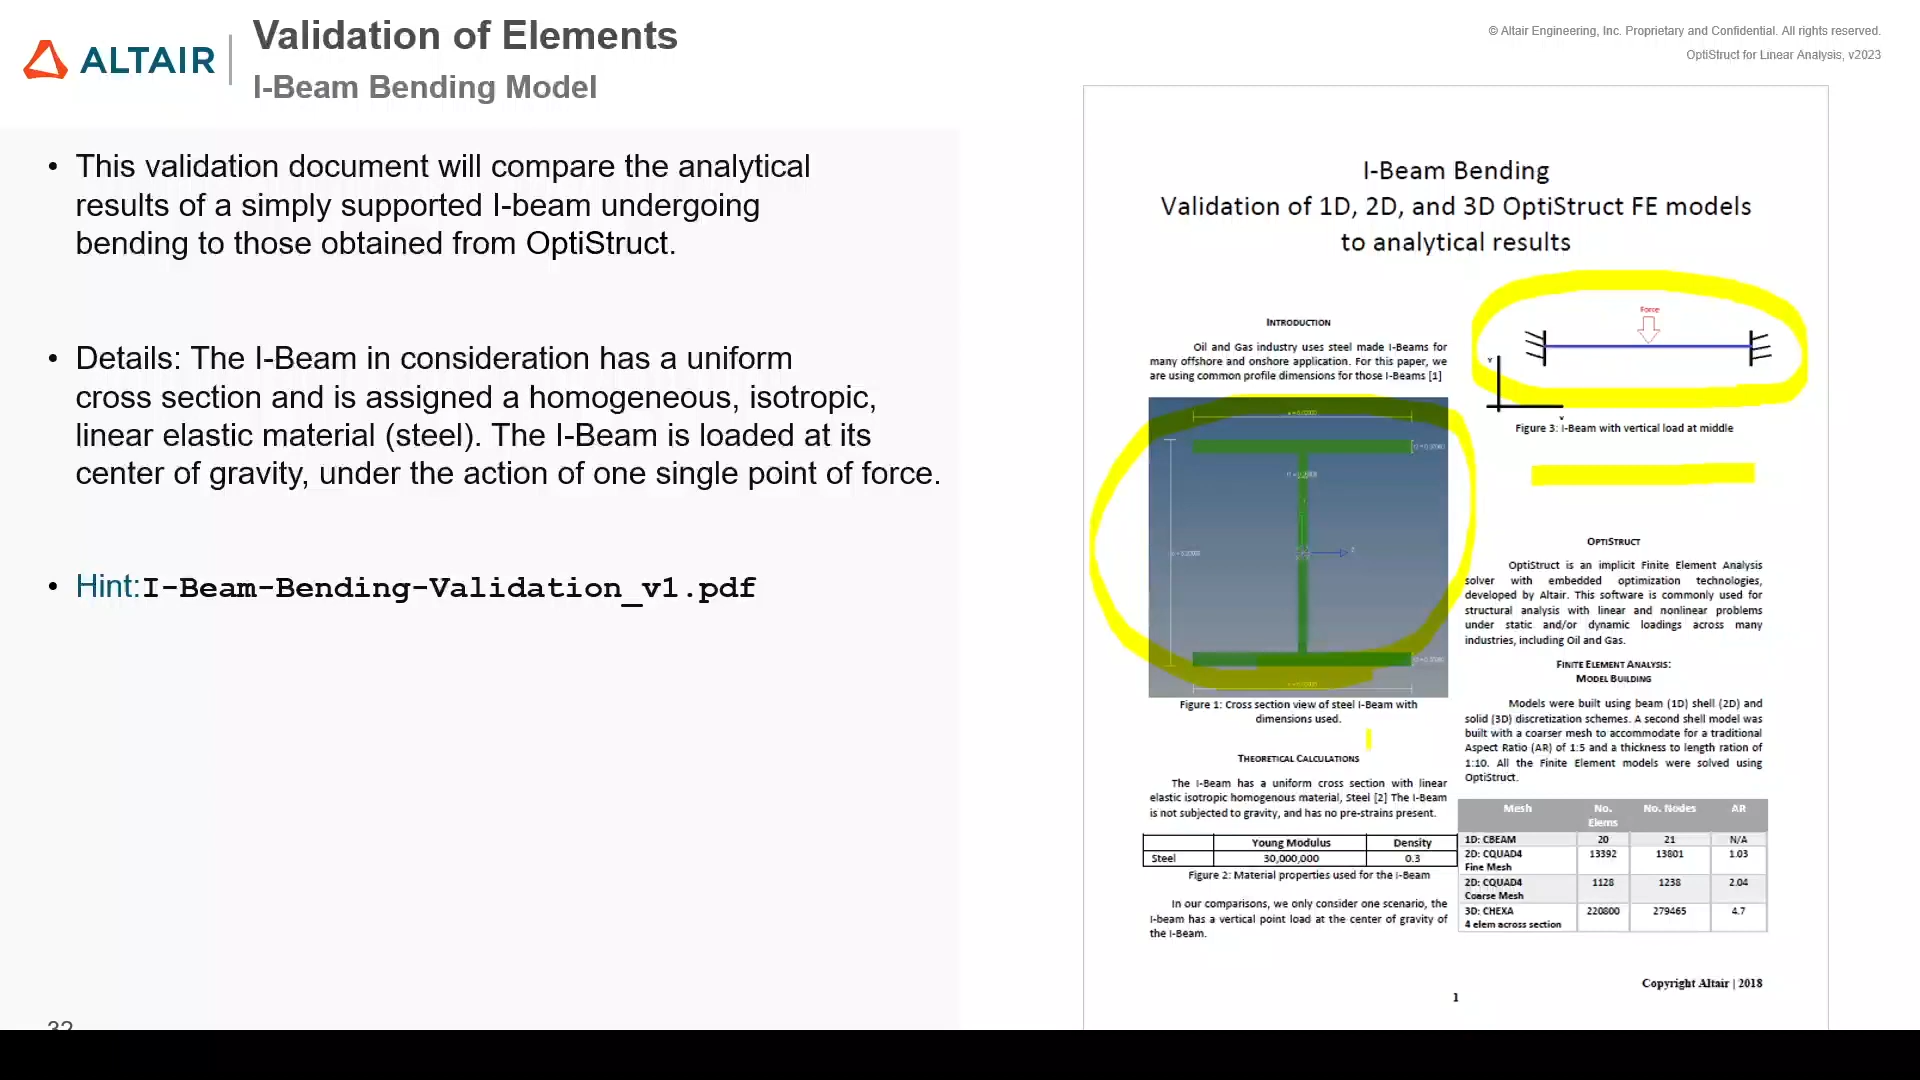 ALTAIR
Validation of Elements
I-Beam Bending Model
© Altair Engineering, Inc. Proprietary and Confidential. All rights reserved.
OptiStruct for Linear Analysis, v2023
• This validation document will compare the analytical
results of a simply supported I-beam undergoing
bending to those obtained from OptiStruct.
• Details: The I-Beam in consideration has a uniform
cross section and is assigned a homogeneous, isotropic,
linear elastic material (steel). The I-Beam is loaded at its
center of gravity, under the action of one single point of force.
• Hint:I-Beam-Bending-Validation_v1.pdf
32
I-Beam Bending
Validation of 1D, 2D, and 3D OptiStruct FE models
to analytical results
INTRODUCTION
Oil and Gas industry uses steel made I-Beams for
many offshore and onshore application. For this paper, we
are using common profile dimensions for those I-Beams [1]
Figure 1: Cross section view of steel I-Beam with
dimensions used.
THEORETICAL CALCULATIONS
The I-Beam has a uniform cross section with linear
elastic isotropic homogenous material, Steel [2] The I-Beam
is not subjected to gravity, and has no pre-strains present.
Young Modulus Density
Steel 30,000,000 0.3
Figure 2: Material properties used for the I-Beam
In our comparisons, we only consider one scenario, the
I-beam has a vertical point load at the center of gravity of
the I-Beam.
Force
Figure 3: I-Beam with vertical load at middle
OPTISTRUCT
OptiStruct is an implicit Finite Element Analysis
solver with embedded optimization technologies,
developed by Altair. This software is commonly used for
structural analysis with linear and nonlinear problems
under static and/or dynamic loadings across many
industries, including Oil and Gas.
FINITE ELEMENT ANALYSIS:
MODEL BUILDING
Models were built using beam (1D) shell (2D) and
solid (3D) discretization schemes. A second shell model was
built with a coarser mesh to accommodate for a traditional
Aspect Ratio (AR) of 1:5 and a thickness to length ration of
1:10. All the Finite Element models were solved using
OptiStruct.
Mesh No. Elems No. Nodes AR
1D: CBEAM 20 21 N/A
2D: CQUAD4 Fine Mesh 13392 13801 1.03
2D: CQUAD4 Coarse Mesh 1128 1238 2.04
3D: CHEXA 4 elem across section 220800 279465 4.7
Copyright Altair | 2018
1